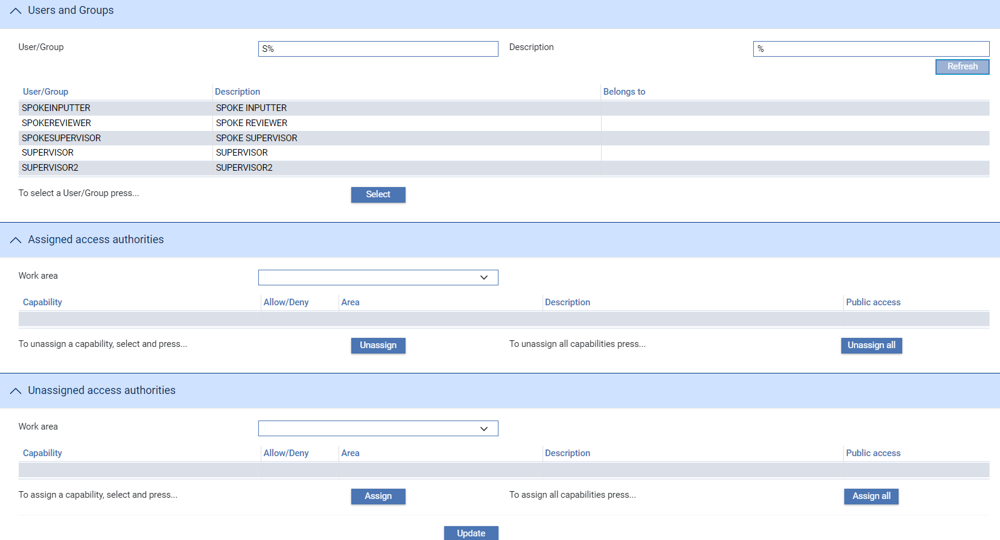 Users and Groups
User/Group S% Description %
Refresh
User/Group Description Belongs to
SPOKEINPUTTER SPOKE INPUTTER
SPOKEREVIEWER SPOKE REVIEWER
SPOKESUPERVISOR SPOKE SUPERVISOR
SUPERVISOR SUPERVISOR
SUPERVISOR2 SUPERVISOR2
To select a User/Group press... Select
Assigned access authorities
Work area
Capability Allow/Deny Area Description Public access
To unassign a capability, select and press... Unassign To unassign all capabilities press... Unassign all
Unassigned access authorities
Work area
Capability Allow/Deny Area Description Public access
To assign a capability, select and press... Assign To assign all capabilities press... Assign all
Update